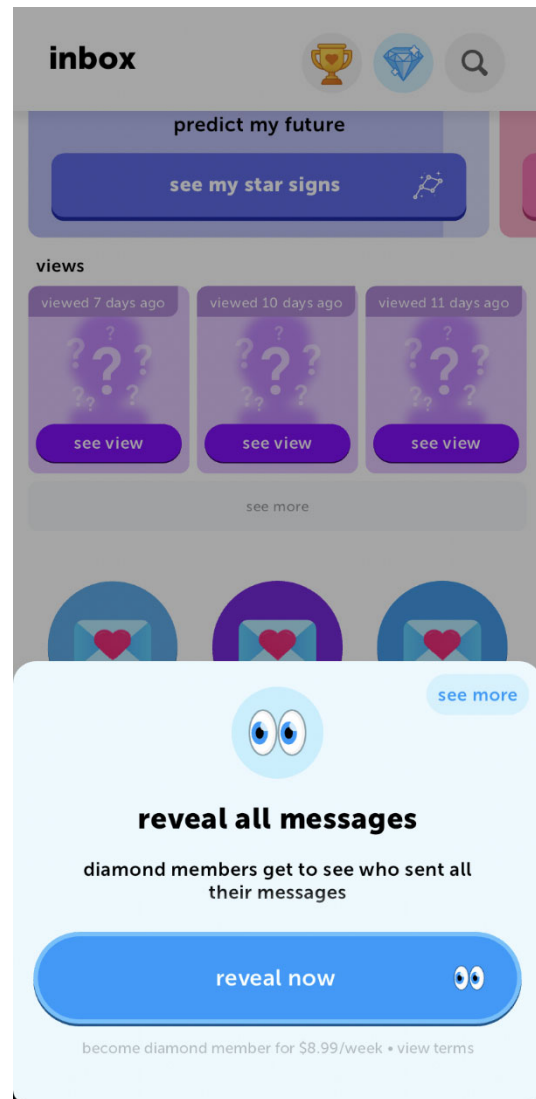 inbox
predict my future
see my star signs
views
viewed 7 days ago
viewed 10 days ago
viewed 11 days ago
? ? ? ? ? ?
? ? ? ? ? ?
? ? ? ? ? ?
see view
see view
see view
see more
see more
reveal all messages
diamond members get to see who sent all
their messages
reveal now
become diamond member for $8.99/week • view terms